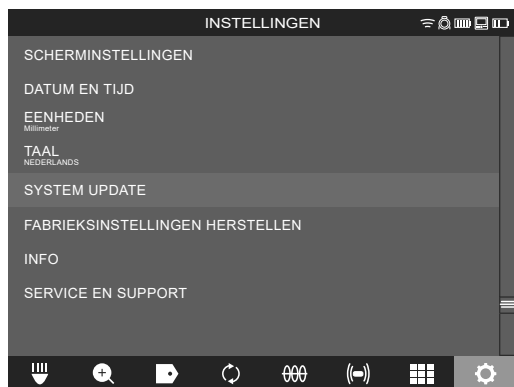 INSTELLINGEN
SCHERMINSTELLINGEN
DATUM EN TIJD
EENHEDEN
Millimeter
TAAL
NEDERLANDS
SYSTEM UPDATE
FABRIEKSINSTELLINGEN HERSTELLEN
INFO
SERVICE EN SUPPORT